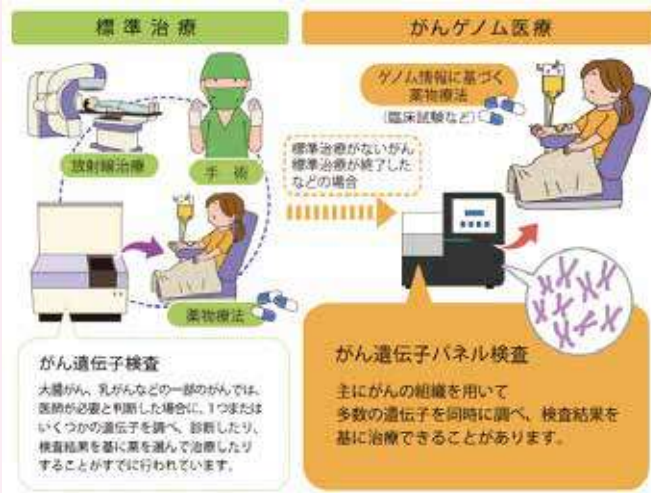 標準治療
がんゲノム医療
放射線治療
手術
薬物療法
ゲノム情報に基づく
薬物療法
(臨床試験など)
標準治療がないがん
標準治療が終了した
などの場合
がん遺伝子検査
大腸がん、乳がんなどの一部のがんでは、
医師が必要と判断した場合に、1つまたは
いくつかの遺伝子を調べ、診断したり、
検査結果を基に薬を選んで治療したり
することがすでに行われています。
がん遺伝子パネル検査
主にがんの組織を用いて
多数の遺伝子を同時に調べ、検査結果を
基に治療できることがあります。